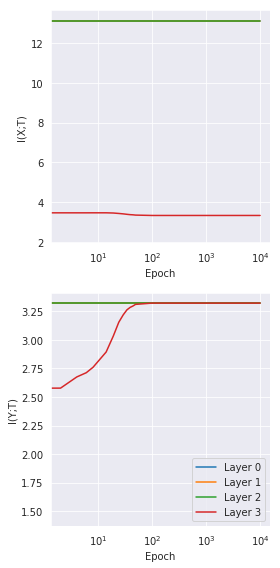 12
10
8
6
4
2
I(X;T)
10¹ 10² 10³ 10⁴
Epoch
3.25
3.00
2.75
2.50
2.25
2.00
1.75
1.50
I(Y;T)
Layer 0
Layer 1
Layer 2
Layer 3
10¹ 10² 10³ 10⁴
Epoch